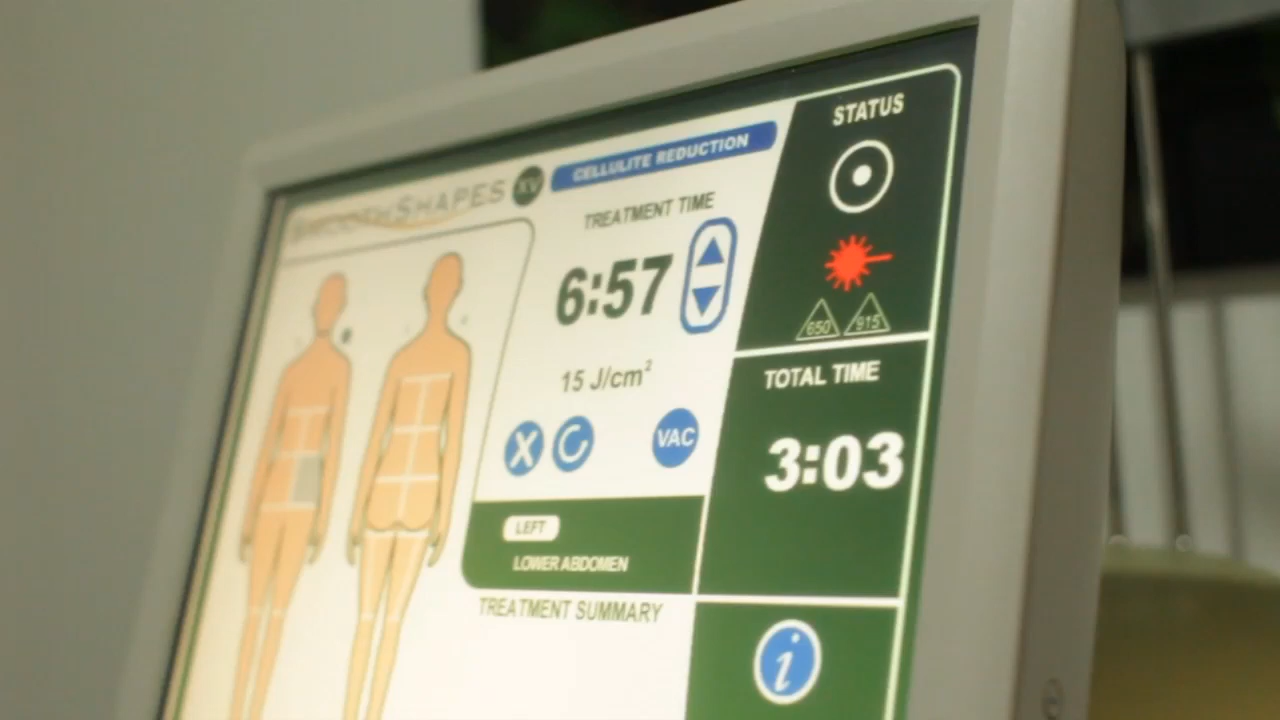 SMOOTHSHAPES XV
CELLULITE REDUCTION
TREATMENT TIME
6:57
15 J/cm²
X
VAC
LEFT
LOWER ABDOMEN
TREATMENT SUMMARY
STATUS
650 915
TOTAL TIME
3:03
i